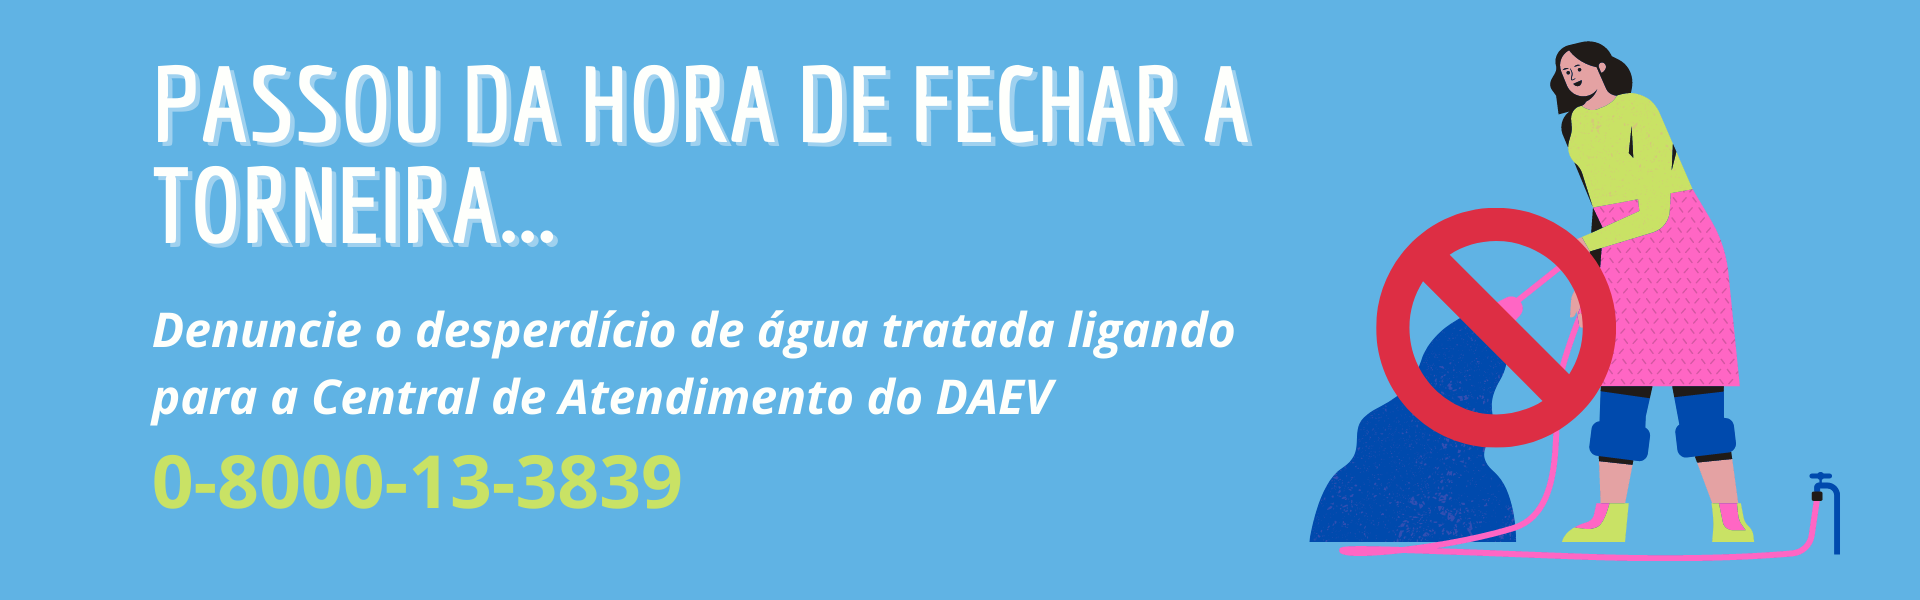 PASSOU DA HORA DE FECHAR A
TORNEIRA...
Denuncie o desperdício de água tratada ligando
para a Central de Atendimento do DAEV
0-8000-13-3839